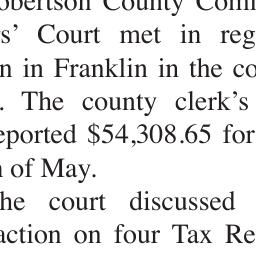 obertson County Com
s’ Court met in reg
n in Franklin in the co
. The county clerk’s
eported $54,308.65 for
n of May.
he court discussed
action on four Tax Re